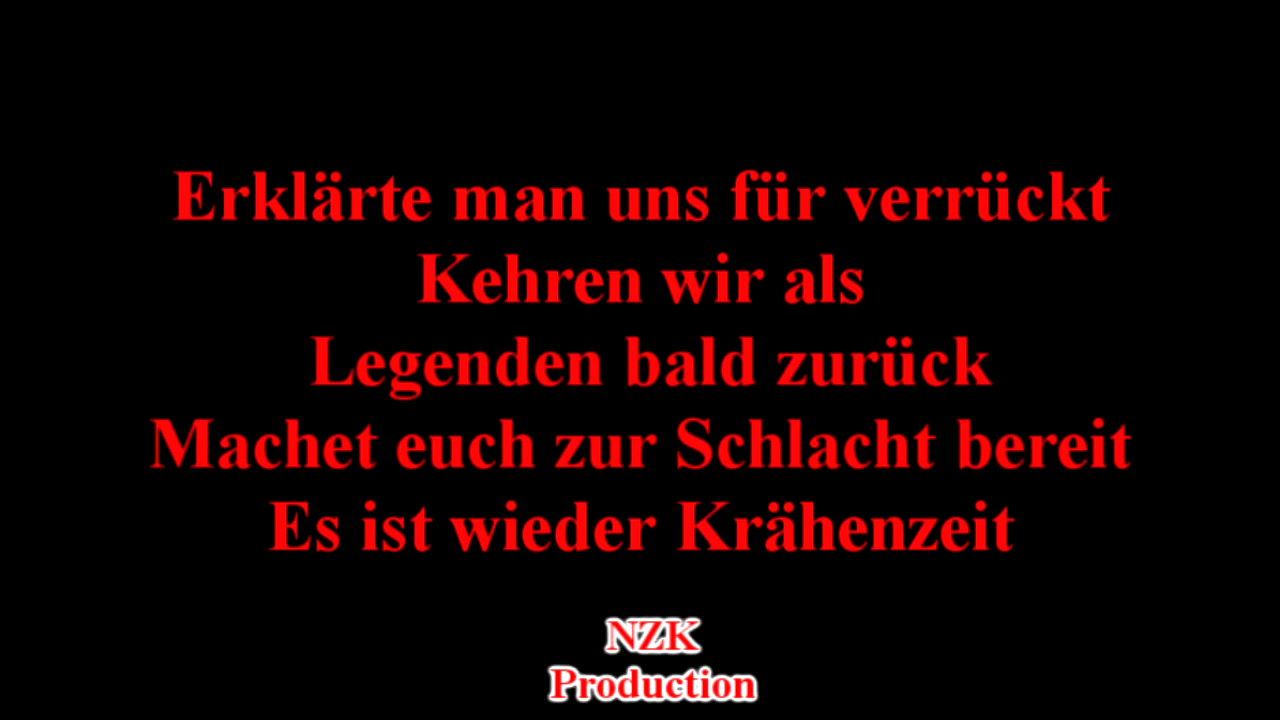 Erklärte man uns für verrückt
Kehren wir als
Legenden bald zurück
Machet euch zur Schlacht bereit
Es ist wieder Krähenzeit
NZK
Production